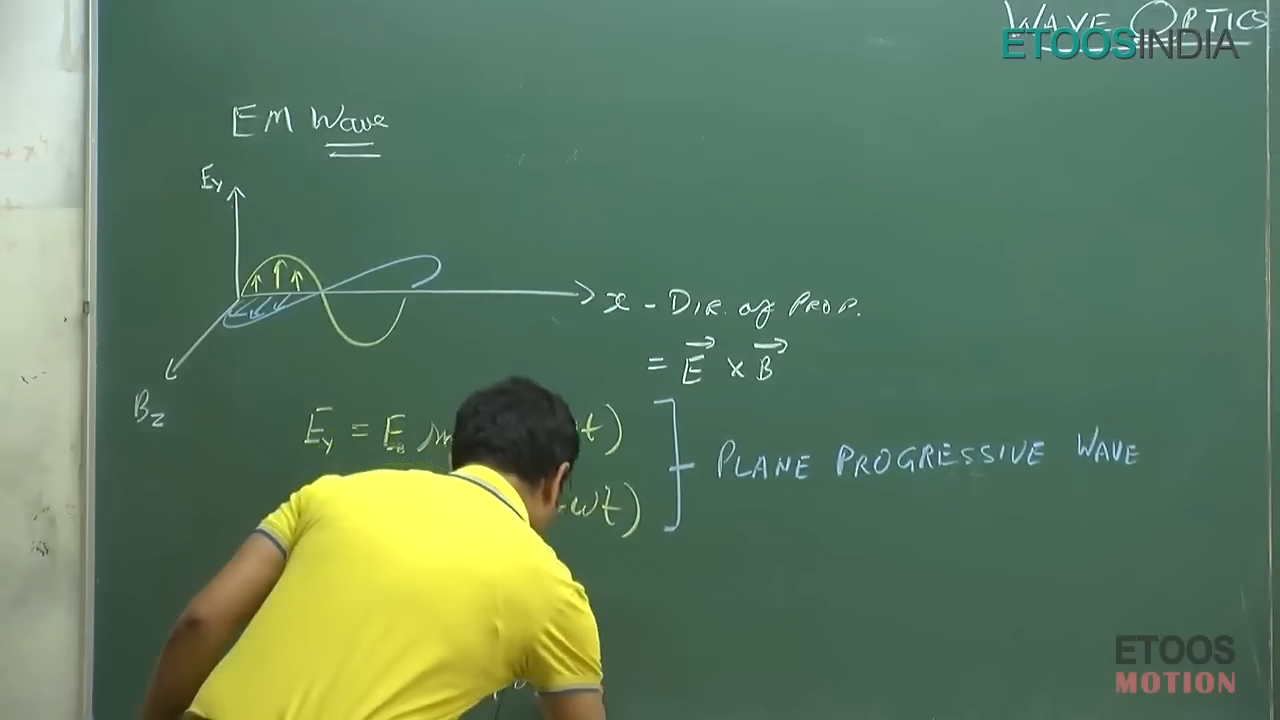 WAVE OPTICS
ETOOSINDIA
EM Wave
Ey
x - DIR. of PROP.
= E × B
Bz
Ey = E₀ t)
-ωt)
PLANE PROGRESSIVE WAVE
ETOOS
MOTION